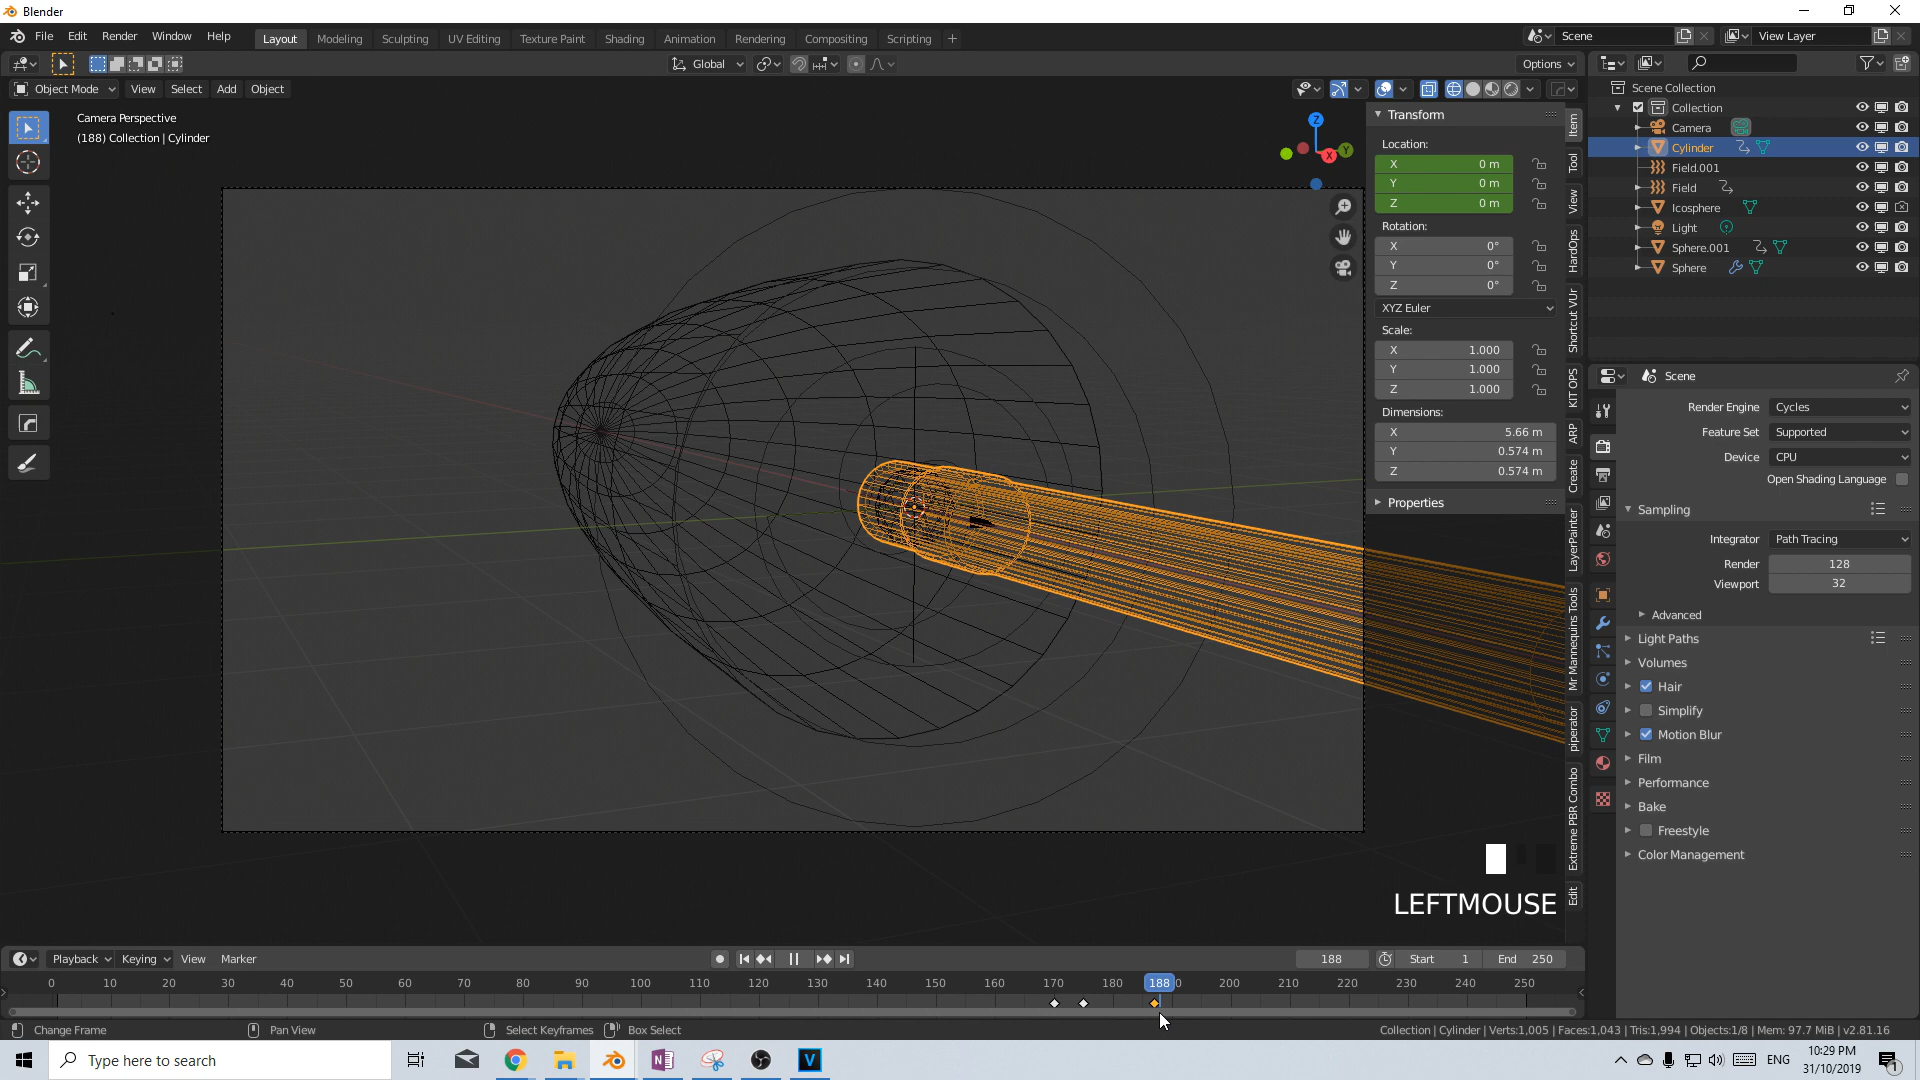 Blender
File Edit Render Window Help
Layout Modeling Sculpting UV Editing Texture Paint Shading Animation Rendering Compositing Scripting +
Scene
View Layer
Global
Options
Object Mode View Select Add Object
Camera Perspective
(188) Collection | Cylinder
Z
X
Y
Transform
Location:
X 0 m
Y 0 m
Z 0 m
Rotation:
X 0°
Y 0°
Z 0°
XYZ Euler
Scale:
X 1.000
Y 1.000
Z 1.000
Dimensions:
X 5.66 m
Y 0.574 m
Z 0.574 m
Properties
Item
Tool
View
HardOps
Shortcut VUr
KIT OPS
ARP
Create
LayerPainter
Mr Mannequins Tools
piperator
Extreme PBR Combo
Edit
Scene Collection
Collection
Camera
Cylinder
Field.001
Field
Icosphere
Light
Sphere.001
Sphere
Scene
Render Engine Cycles
Feature Set Supported
Device CPU
Open Shading Language
Sampling
Integrator Path Tracing
Render 128
Viewport 32
Advanced
Light Paths
Volumes
Hair
Simplify
Motion Blur
Film
Performance
Bake
Freestyle
Color Management
LEFTMOUSE
Playback Keying View Marker
188 Start 1 End 250
0 10 20 30 40 50 60 70 80 90 100 110 120 130 140 150 160 170 180 188 0 200 210 220 230 240 250
Change Frame Pan View Select Keyframes Box Select
Collection | Cylinder | Verts:1,005 | Faces:1,043 | Tris:1,994 | Objects:1/8 | Mem: 97.7 MiB | v2.81.16
Type here to search
N
V
ENG
10:29 PM
31/10/2019
1